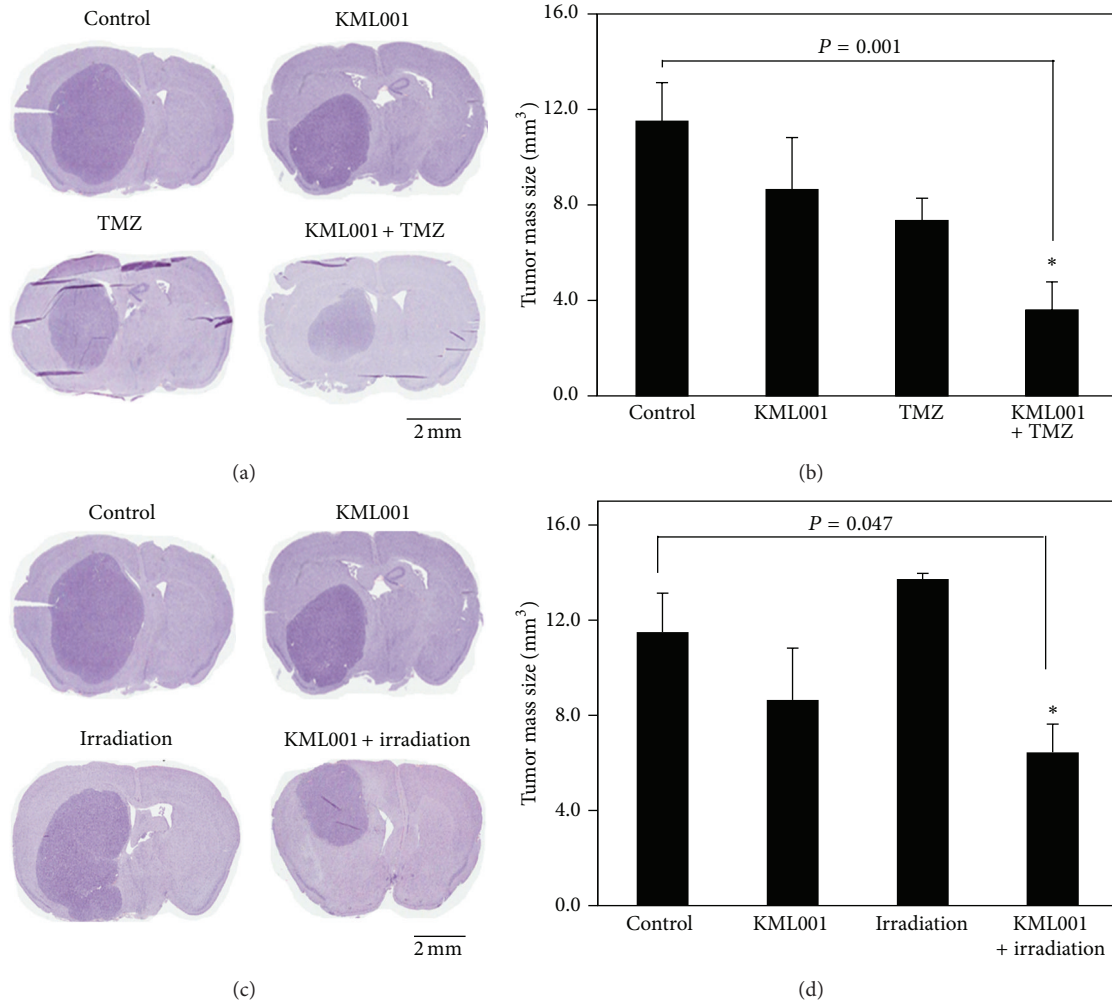 Control
KML001
TMZ
KML001 + TMZ
2 mm
(a)
Tumor mass size (mm³)
16.0
12.0
8.0
4.0
0.0
P = 0.001
*
Control
KML001
TMZ
KML001
+ TMZ
(b)
Control
KML001
Irradiation
KML001 + irradiation
2 mm
(c)
Tumor mass size (mm³)
16.0
12.0
8.0
4.0
0.0
P = 0.047
*
Control
KML001
Irradiation
KML001
+ irradiation
(d)